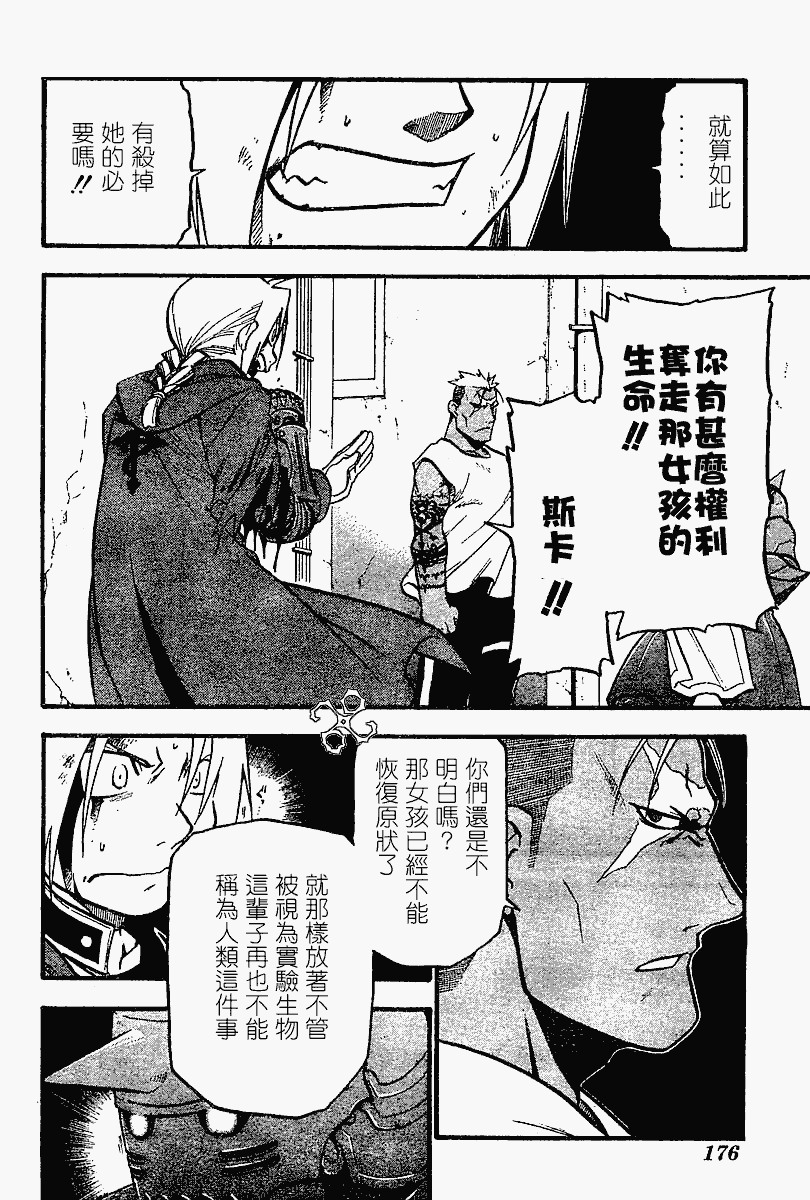 就算如此
‥‥‥
有殺掉
她的必
要嗎!!
你有甚麼權利
奪走那女孩的
生命!!
斯卡!!
你們還是不
明白嗎?
那女孩已經不能
恢復原狀了
就那樣放著不管
被視為實驗生物
這輩子再也不能
稱為人類這件事
176